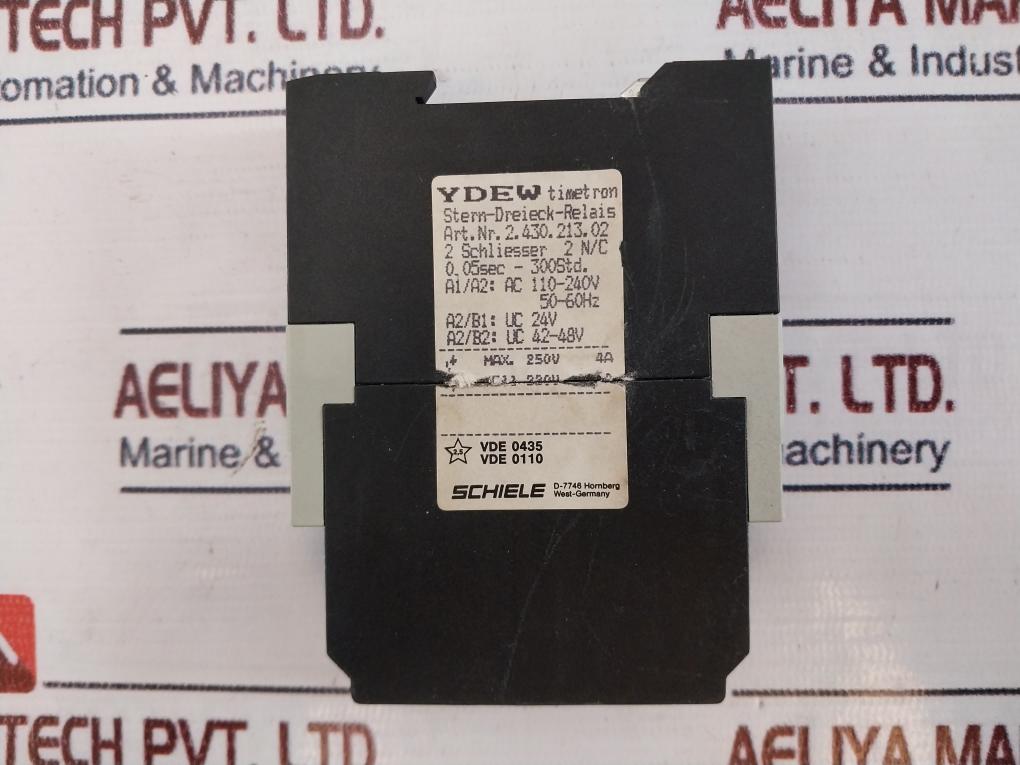 TECH PVT. LTD.
AELIYA MA
omation & Machinery
Marine & Indust
YDEW timetron
Stern-Dreieck-Relais
Art.Nr.2.430.213.02
2 Schliesser 2 N/C
0.05sec - 300Std.
A1/A2: AC 110-240V
50-60Hz
A2/B1: UC 24V
A2/B2: UC 42-48V
MAX. 250V 4A
220V
AELIYA
T. LTD.
Marine &
achinery
2,5
VDE 0435
VDE 0110
SCHIELE
D-7746 Hornberg
West-Germany
TECH PVT. LTD.
AELIYA MA